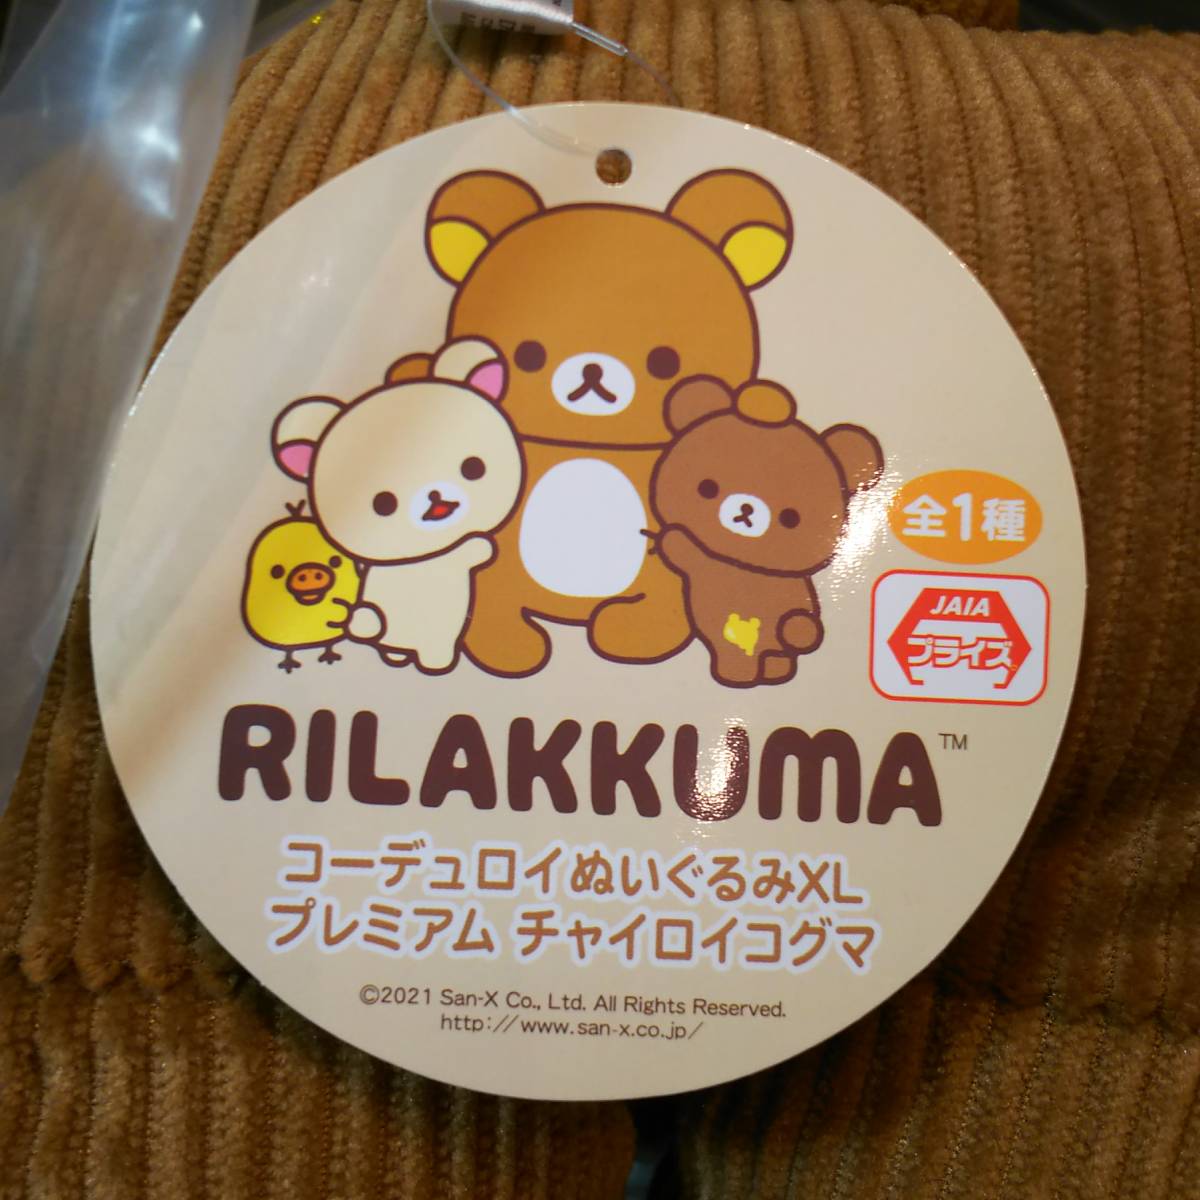 全1種
JAIA
プライズ
RILAKKUMA™
コーデュロイぬいぐるみXL
プレミアム チャイロイコグマ
©2021 San-X Co., Ltd. All Rights Reserved.
http://www.san-x.co.jp/